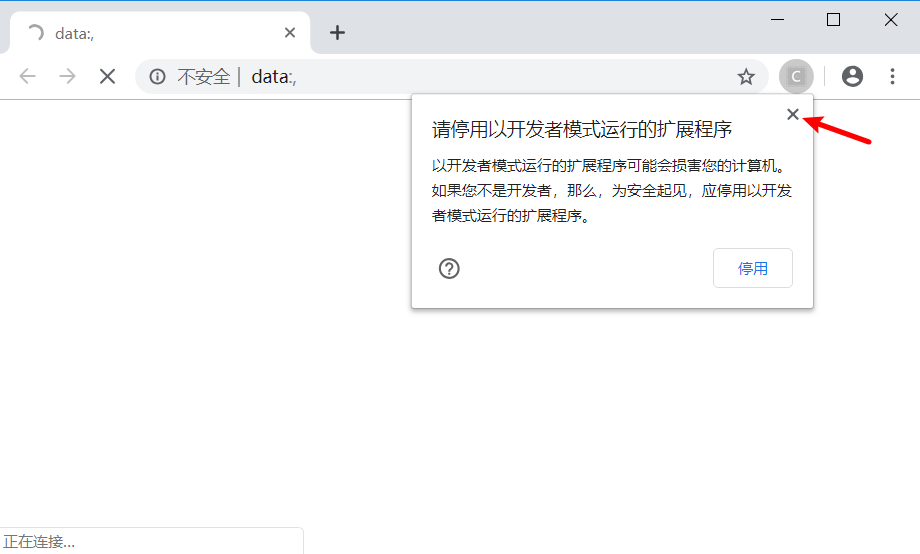 data:,
不安全 | data:,
C
请停用以开发者模式运行的扩展程序
以开发者模式运行的扩展程序可能会损害您的计算机。
如果您不是开发者，那么，为安全起见，应停用以开发
者模式运行的扩展程序。
停用
正在连接...